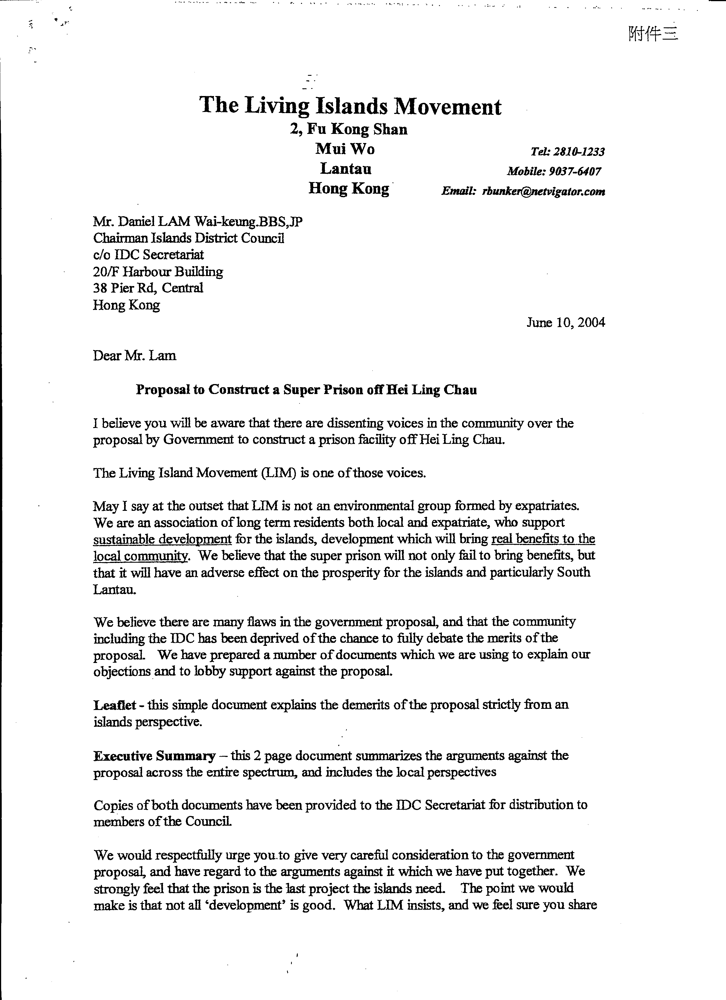 附件三
The Living Islands Movement
2, Fu Kong Shan
Mui Wo
Tel: 2810-1233
Lantau
Mobile: 9037-6407
Hong Kong
Email: rbunker@netvigator.com
Mr. Daniel LAM Wai-keung.BBS,JP
Chairman Islands District Council
c/o IDC Secretariat
20/F Harbour Building
38 Pier Rd, Central
Hong Kong
June 10, 2004
Dear Mr. Lam
Proposal to Construct a Super Prison off Hei Ling Chau
I believe you will be aware that there are dissenting voices in the community over the
proposal by Government to construct a prison facility off Hei Ling Chau.
The Living Island Movement (LIM) is one of those voices.
May I say at the outset that LIM is not an environmental group formed by expatriates.
We are an association of long term residents both local and expatriate, who support
sustainable development for the islands, development which will bring real benefits to the
local community. We believe that the super prison will not only fail to bring benefits, but
that it will have an adverse effect on the prosperity for the islands and particularly South
Lantau.
We believe there are many flaws in the government proposal, and that the community
including the IDC has been deprived of the chance to fully debate the merits of the
proposal. We have prepared a number of documents which we are using to explain our
objections and to lobby support against the proposal.
Leaflet - this simple document explains the demerits of the proposal strictly from an
islands perspective.
Executive Summary – this 2 page document summarizes the arguments against the
proposal across the entire spectrum, and includes the local perspectives
Copies of both documents have been provided to the IDC Secretariat for distribution to
members of the Council.
We would respectfully urge you to give very careful consideration to the government
proposal, and have regard to the arguments against it which we have put together. We
strongly feel that the prison is the last project the islands need. The point we would
make is that not all ‘development’ is good. What LIM insists, and we feel sure you share